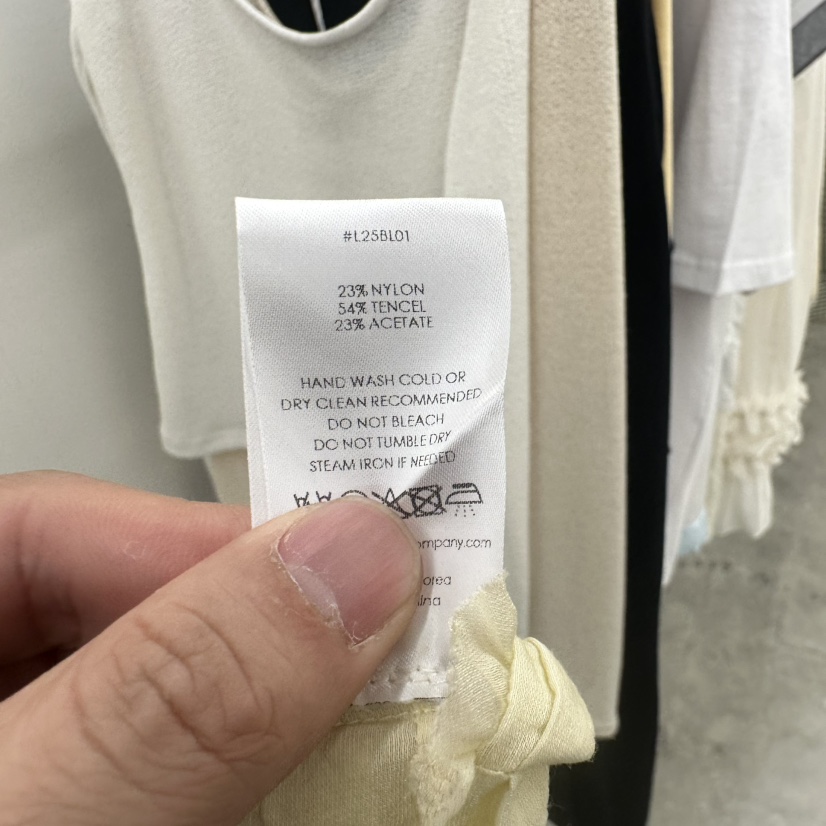 #L25BL01
23% NYLON
54% TENCEL
23% ACETATE
HAND WASH COLD OR
DRY CLEAN RECOMMENDED
DO NOT BLEACH
DO NOT TUMBLE DRY
STEAM IRON IF NEEDED